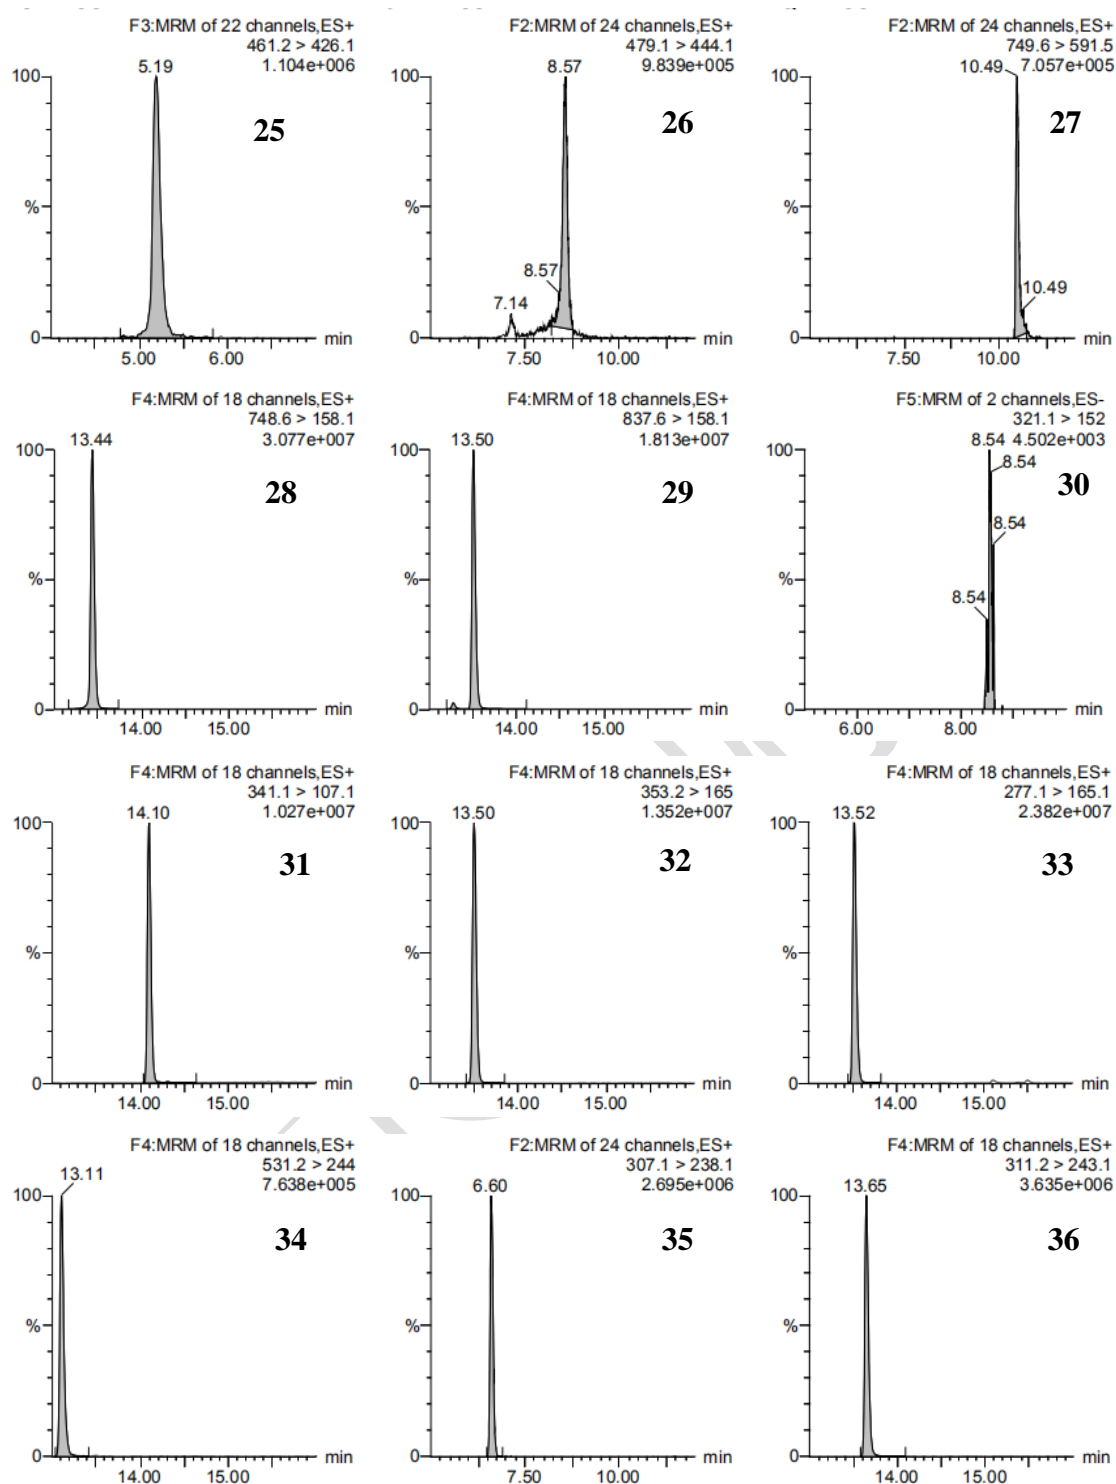 F3:MRM of 22 channels,ES+
461.2 > 426.1
1.104e+006
5.19
100
25
%
0
5.00 6.00 min
F2:MRM of 24 channels,ES+
479.1 > 444.1
9.839e+005
8.57
100
26
%
8.57
7.14
0
7.50 10.00 min
F2:MRM of 24 channels,ES+
749.6 > 591.5
10.49 7.057e+005
100
27
%
10.49
0
7.50 10.00 min
F4:MRM of 18 channels,ES+
748.6 > 158.1
3.077e+007
13.44
100
28
%
0
14.00 15.00 min
F4:MRM of 18 channels,ES+
837.6 > 158.1
1.813e+007
13.50
100
29
%
0
14.00 15.00 min
F5:MRM of 2 channels,ES-
321.1 > 152
8.54 4.502e+003
100
8.54
30
8.54
%
8.54
0
6.00 8.00 min
F4:MRM of 18 channels,ES+
341.1 > 107.1
1.027e+007
14.10
100
31
%
0
14.00 15.00 min
F4:MRM of 18 channels,ES+
353.2 > 165
1.352e+007
13.50
100
32
%
0
14.00 15.00 min
F4:MRM of 18 channels,ES+
277.1 > 165.1
2.382e+007
13.52
100
33
%
0
14.00 15.00 min
F4:MRM of 18 channels,ES+
531.2 > 244
7.638e+005
13.11
100
34
%
0
14.00 15.00 min
F2:MRM of 24 channels,ES+
307.1 > 238.1
2.695e+006
6.60
100
35
%
0
7.50 10.00 min
F4:MRM of 18 channels,ES+
311.2 > 243.1
3.635e+006
13.65
100
36
%
0
14.00 15.00 min